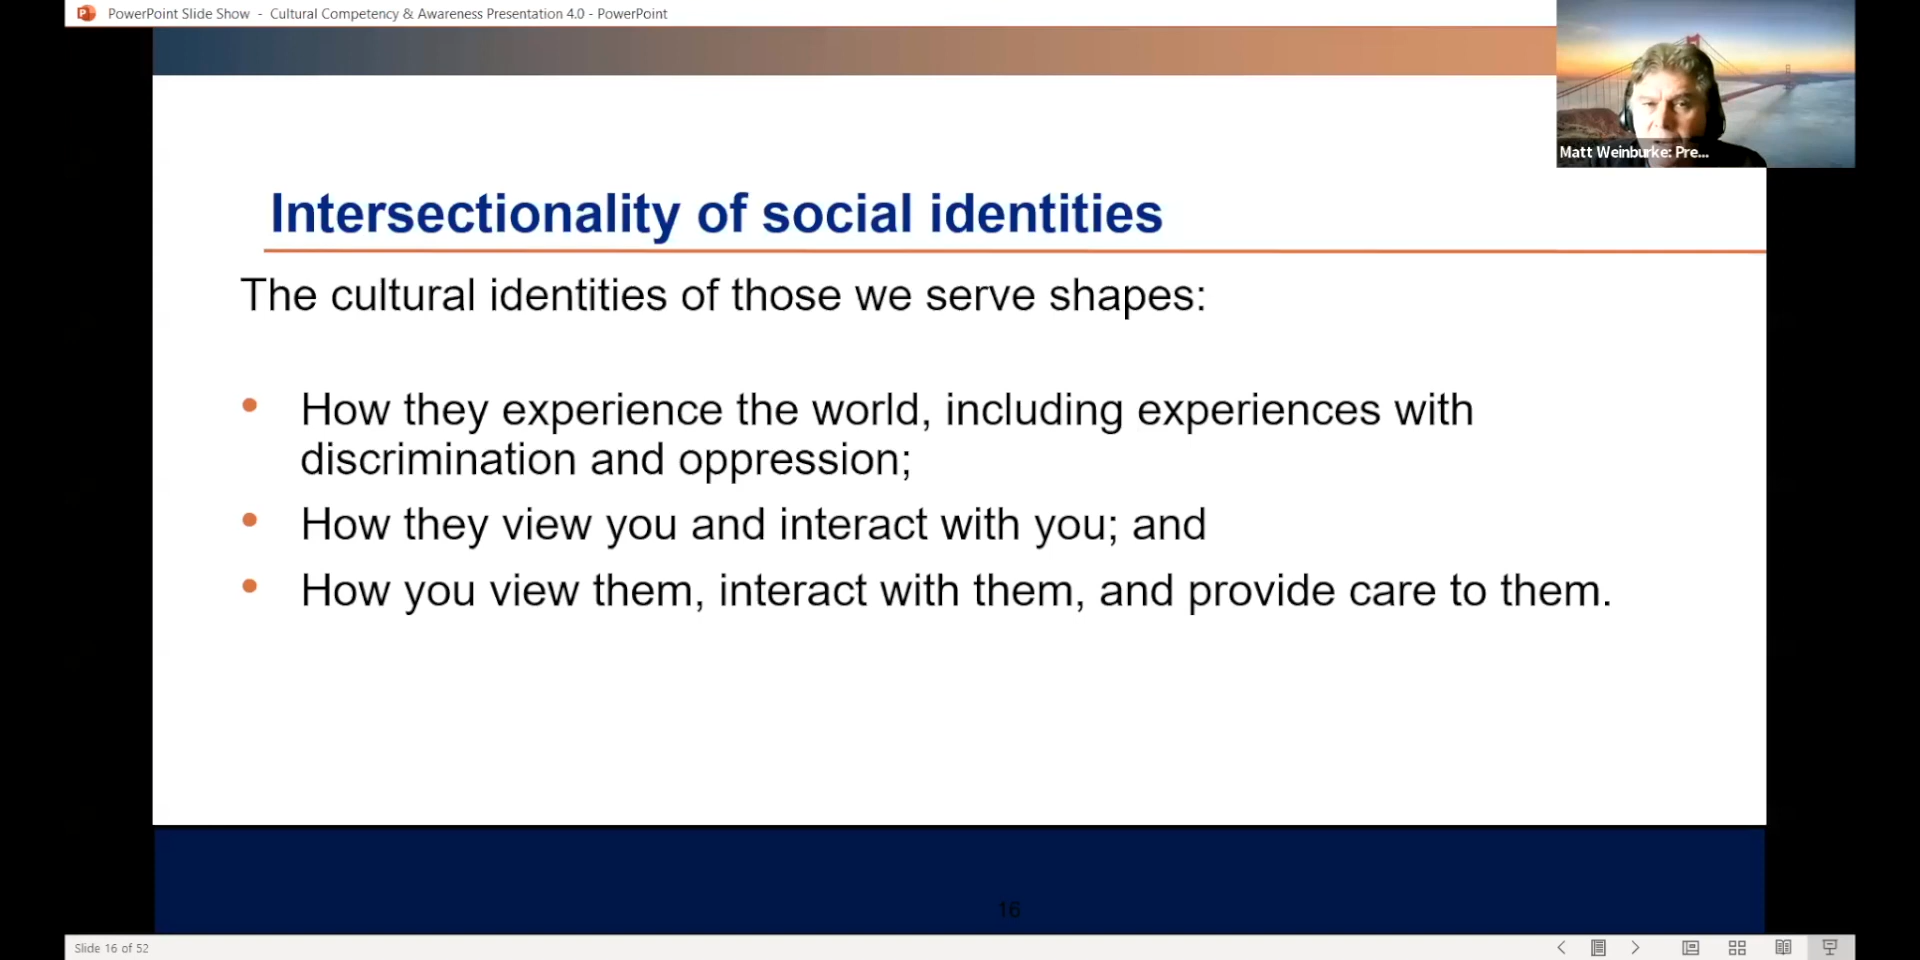 PowerPoint Slide Show - Cultural Competency & Awareness Presentation 4.0 - PowerPoint
Matt Weinburke: Pre...
Intersectionality of social identities
The cultural identities of those we serve shapes:
• How they experience the world, including experiences with
discrimination and oppression;
• How they view you and interact with you; and
• How you view them, interact with them, and provide care to them.
16
Slide 16 of 52